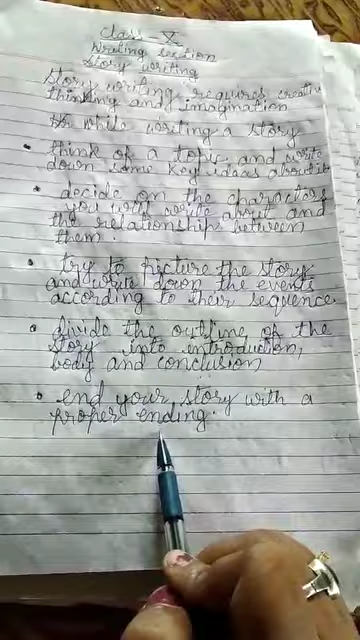 Class - X
Writing section
Story writing
Story writing requires creative
thinking and imagination
while writing a story
• think of a topic and write
down some key ideas about it
• decide on the characters
you will write about and
the relationships between
them.
• try to picture the story
and write down the events
according to their sequence.
• divide the outline of the
story into introduction,
body and conclusion
• end your story with a
proper ending.